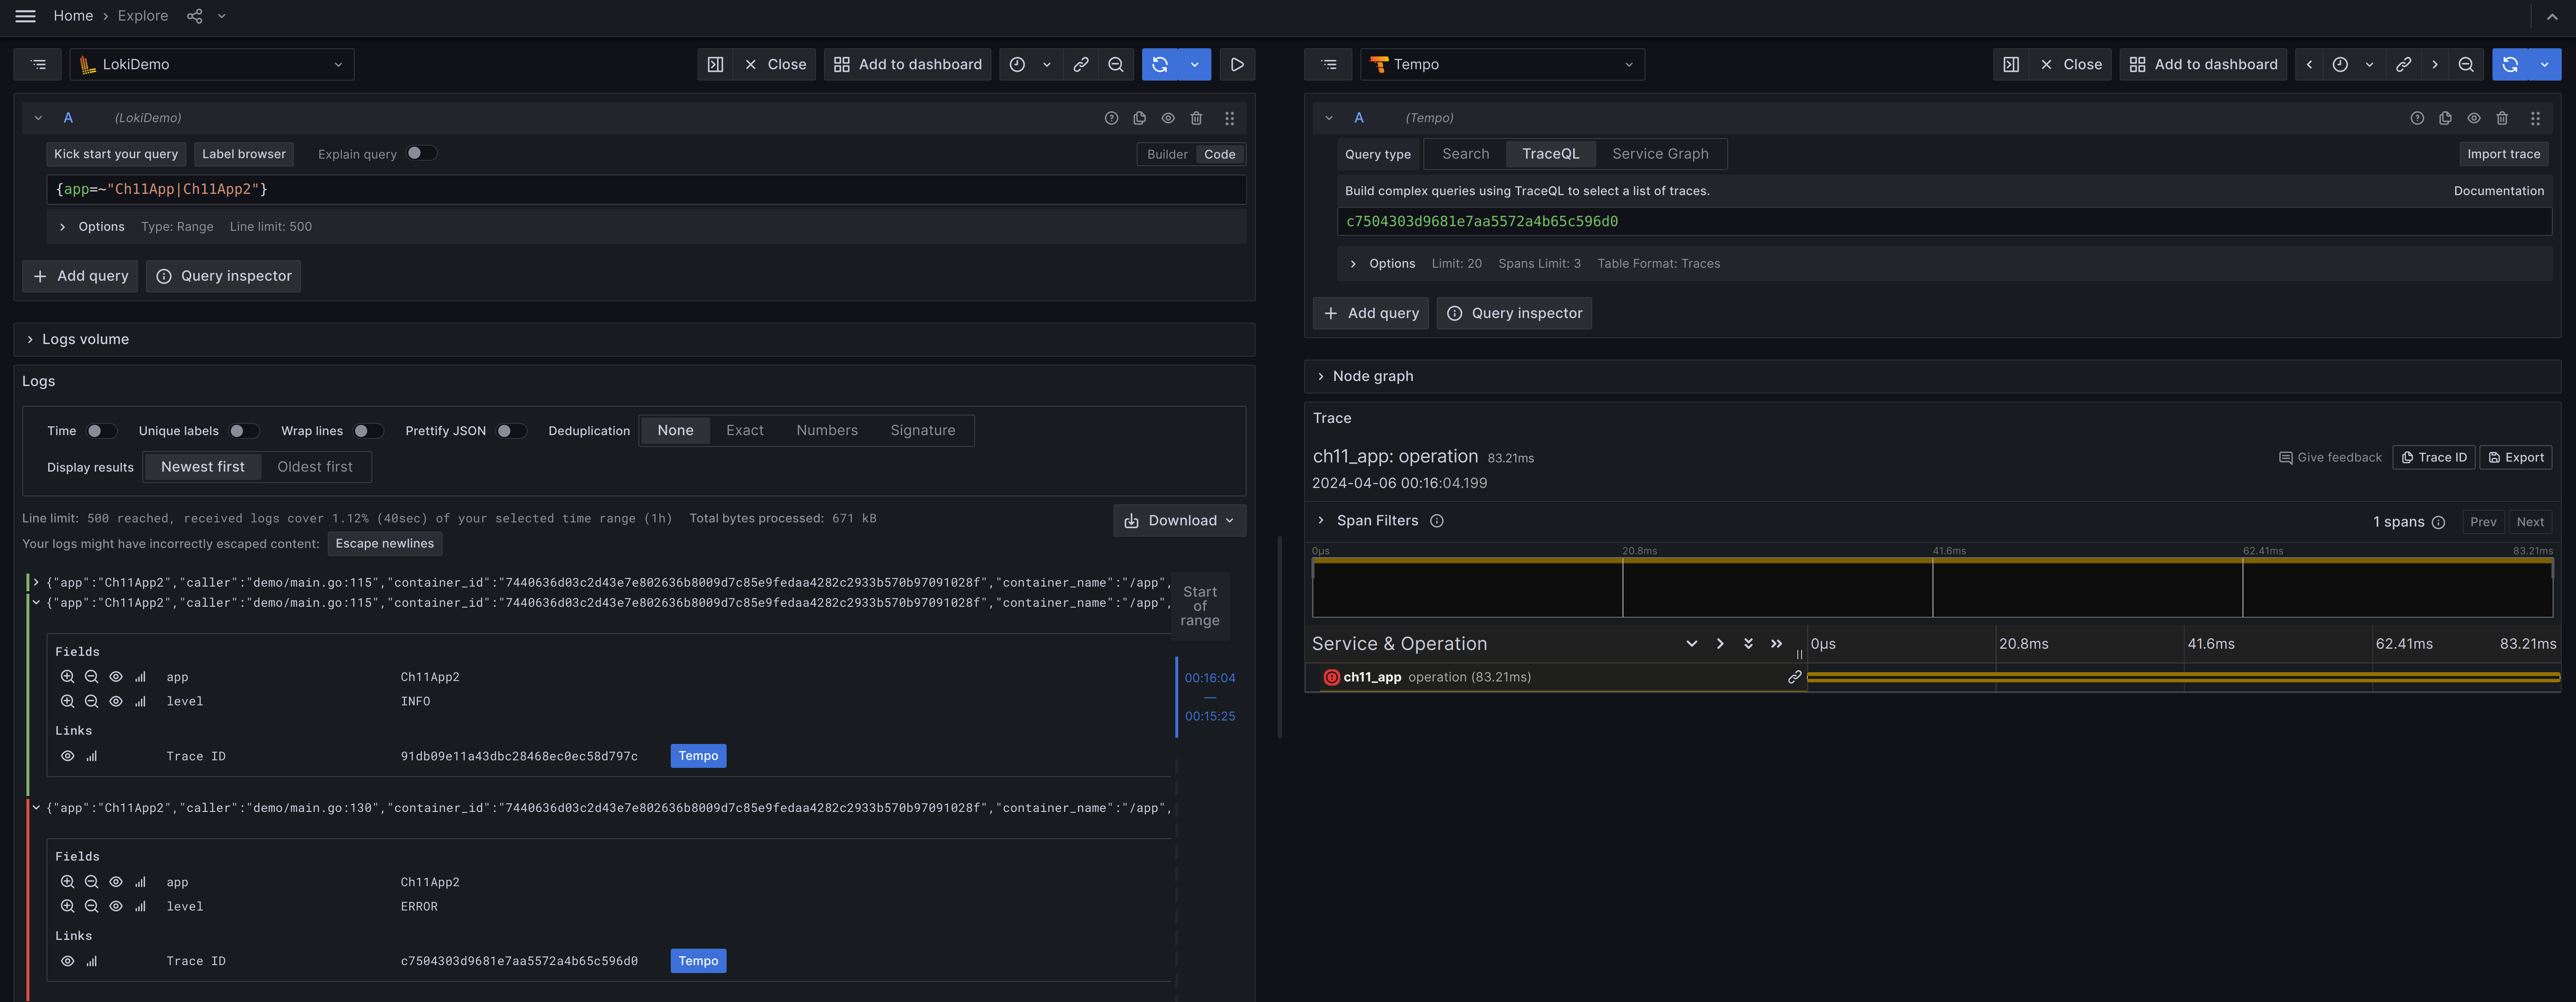 Home › Explore
LokiDemo
Close
Add to dashboard
A (LokiDemo)
Kick start your query Label browser Explain query Builder Code
{app=~"Ch11App|Ch11App2"}
Options Type: Range Line limit: 500
Add query Query inspector
Logs volume
Logs
Time Unique labels Wrap lines Prettify JSON Deduplication None Exact Numbers Signature
Display results Newest first Oldest first
Line limit: 500 reached, received logs cover 1.12% (40sec) of your selected time range (1h) Total bytes processed: 671 kB
Download
Your logs might have incorrectly escaped content: Escape newlines
{"app":"Ch11App2","caller":"demo/main.go:115","container_id":"7440636d03c2d43e7e802636b8009d7c85e9fedaa4282c2933b570b97091028f","container_name":"/app",
{"app":"Ch11App2","caller":"demo/main.go:115","container_id":"7440636d03c2d43e7e802636b8009d7c85e9fedaa4282c2933b570b97091028f","container_name":"/app",
Start
of
range
Fields
app Ch11App2
level INFO
Links
Trace ID 91db09e11a43dbc28468ec0ec58d797c Tempo
00:16:04
—
00:15:25
{"app":"Ch11App2","caller":"demo/main.go:130","container_id":"7440636d03c2d43e7e802636b8009d7c85e9fedaa4282c2933b570b97091028f","container_name":"/app",
Fields
app Ch11App2
level ERROR
Links
Trace ID c7504303d9681e7aa5572a4b65c596d0 Tempo
Tempo
Close
Add to dashboard
A (Tempo)
Query type Search TraceQL Service Graph Import trace
Build complex queries using TraceQL to select a list of traces. Documentation
c7504303d9681e7aa5572a4b65c596d0
Options Limit: 20 Spans Limit: 3 Table Format: Traces
Add query Query inspector
Node graph
Trace
ch11_app: operation 83.21ms
Give feedback Trace ID Export
2024-04-06 00:16:04.199
Span Filters 1 spans Prev Next
0μs 20.8ms 41.6ms 62.41ms 83.21ms
Service & Operation 0μs 20.8ms 41.6ms 62.41ms 83.21ms
ch11_app operation (83.21ms)